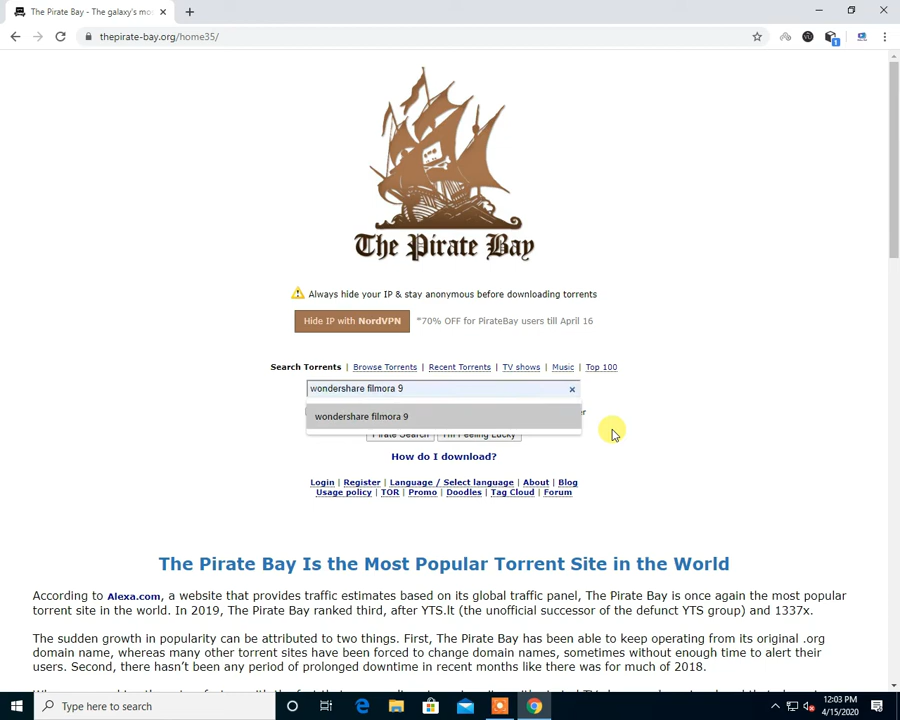 The Pirate Bay - The galaxy's mos
thepirate-bay.org/home35/
The Pirate Bay
Always hide your IP & stay anonymous before downloading torrents
Hide IP with NordVPN
*70% OFF for PirateBay users till April 16
Search Torrents | Browse Torrents | Recent Torrents | TV shows | Music | Top 100
wondershare filmora 9
wondershare filmora 9
Pirate Search
I'm Feeling Lucky
How do I download?
Login | Register | Language / Select language | About | Blog
Usage policy | TOR | Promo | Doodles | Tag Cloud | Forum
The Pirate Bay Is the Most Popular Torrent Site in the World
According to Alexa.com, a website that provides traffic estimates based on its global traffic panel, The Pirate Bay is once again the most popular
torrent site in the world. In 2019, The Pirate Bay ranked third, after YTS.lt (the unofficial successor of the defunct YTS group) and 1337x.
The sudden growth in popularity can be attributed to two things. First, The Pirate Bay has been able to keep operating from its original .org
domain name, whereas many other torrent sites have been forced to change domain names, sometimes without enough time to alert their
users. Second, there hasn't been any period of prolonged downtime in recent months like there was for much of 2018.
Type here to search
12:03 PM
4/15/2020